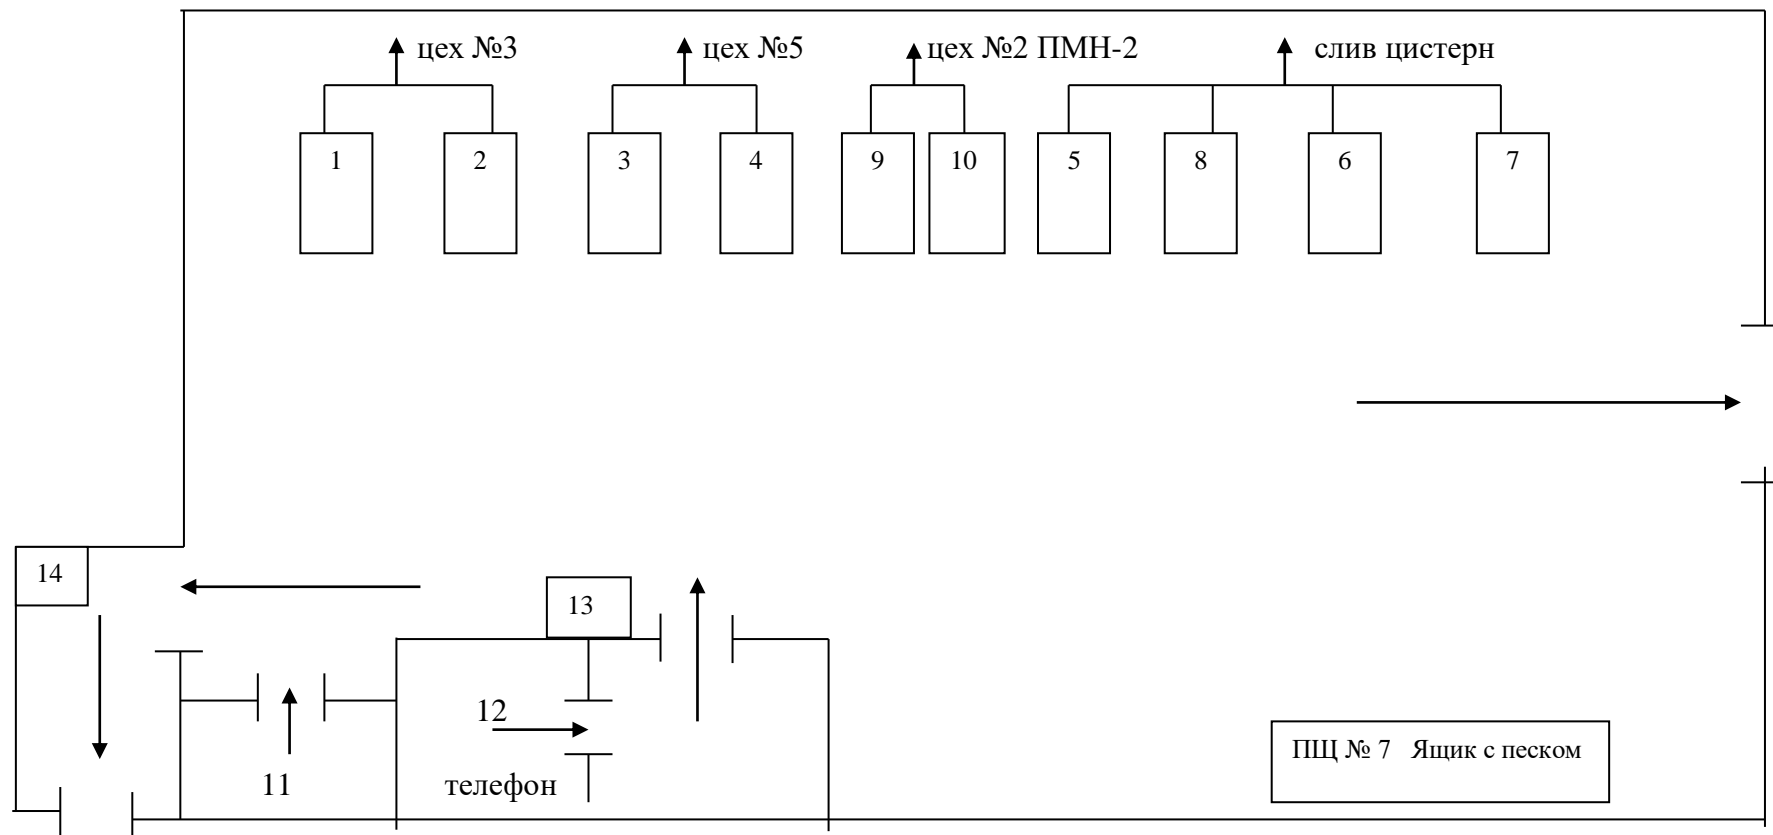 цех №3 цех №5 цех №2 ПМН-2 слив цистерн
1 2 3 4 9 10 5 8 6 7
14
13
12
ПЩ № 7 Ящик с песком
11 телефон